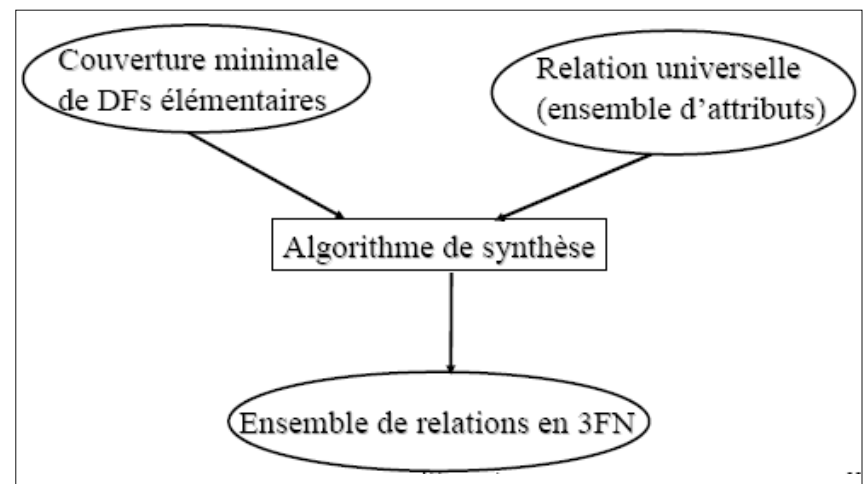 Couverture minimale
de DFs élémentaires
Relation universelle
(ensemble d'attributs)
Algorithme de synthèse
Ensemble de relations en 3FN